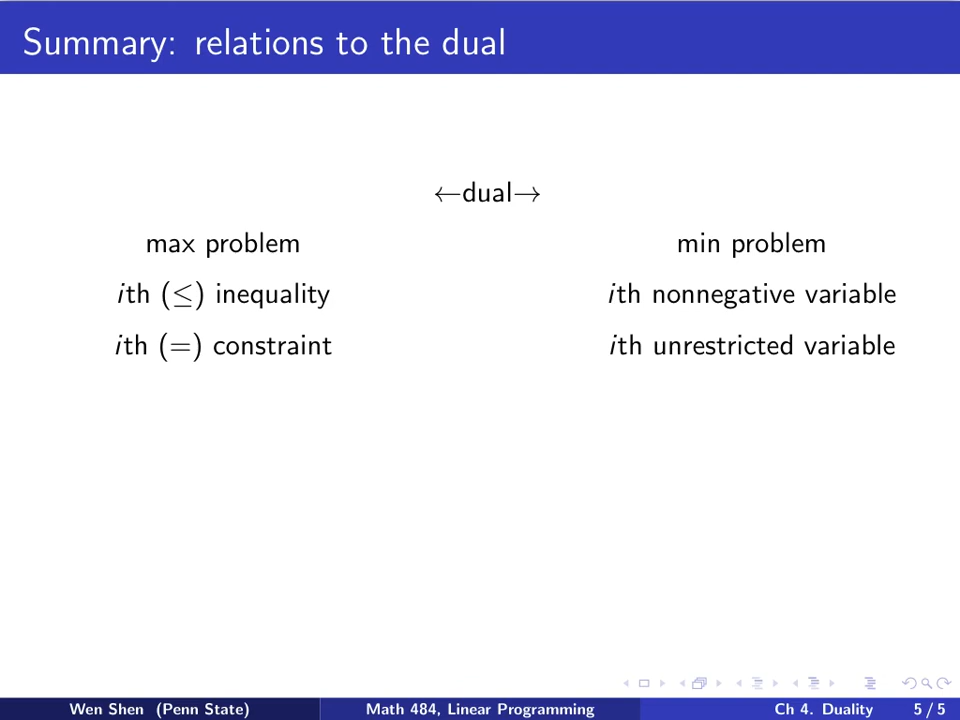 Summary: relations to the dual
←dual→
max problem min problem
ith (≤) inequality ith nonnegative variable
ith (=) constraint ith unrestricted variable
Wen Shen (Penn State) Math 484, Linear Programming Ch 4. Duality 5 / 5